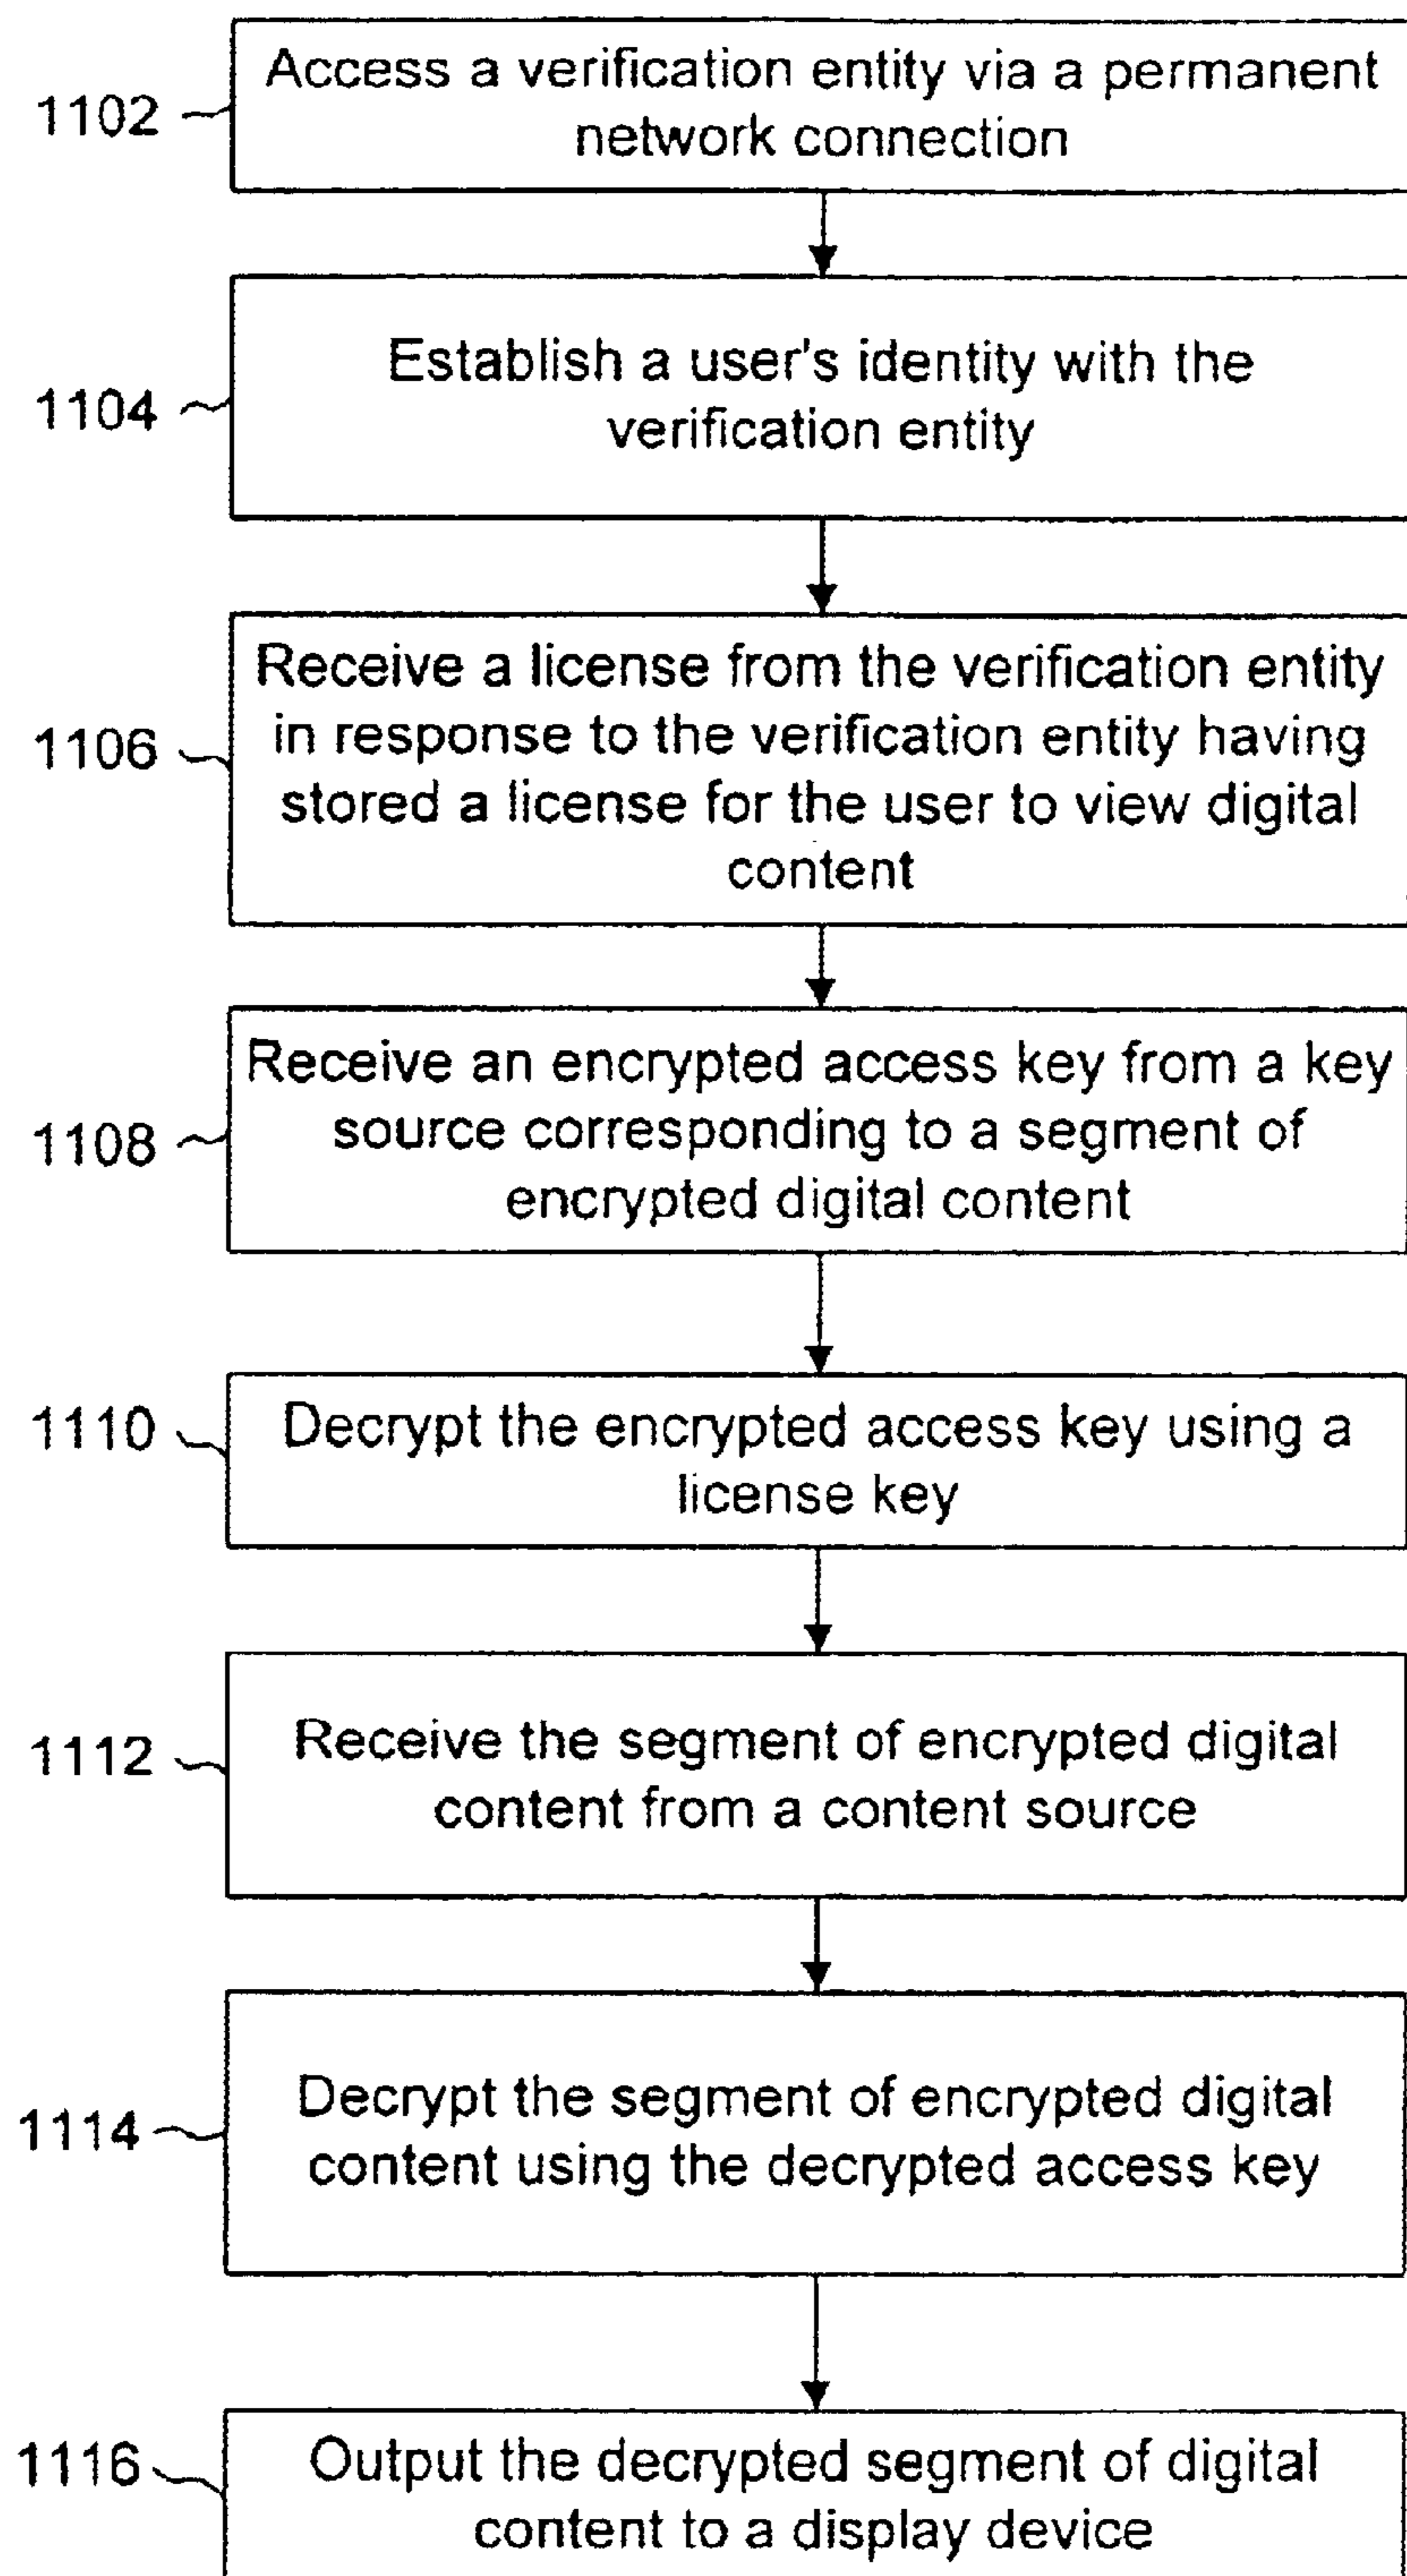 Access a verification entity via a permanent
network connection
1102
Establish a user's identity with the
verification entity
1104
Receive a license from the verification entity
in response to the verification entity having
stored a license for the user to view digital
content
1106
Receive an encrypted access key from a key
source corresponding to a segment of
encrypted digital content
1108
Decrypt the encrypted access key using a
license key
1110
Receive the segment of encrypted digital
content from a content source
1112
Decrypt the segment of encrypted digital
content using the decrypted access key
1114
Output the decrypted segment of digital
content to a display device
1116